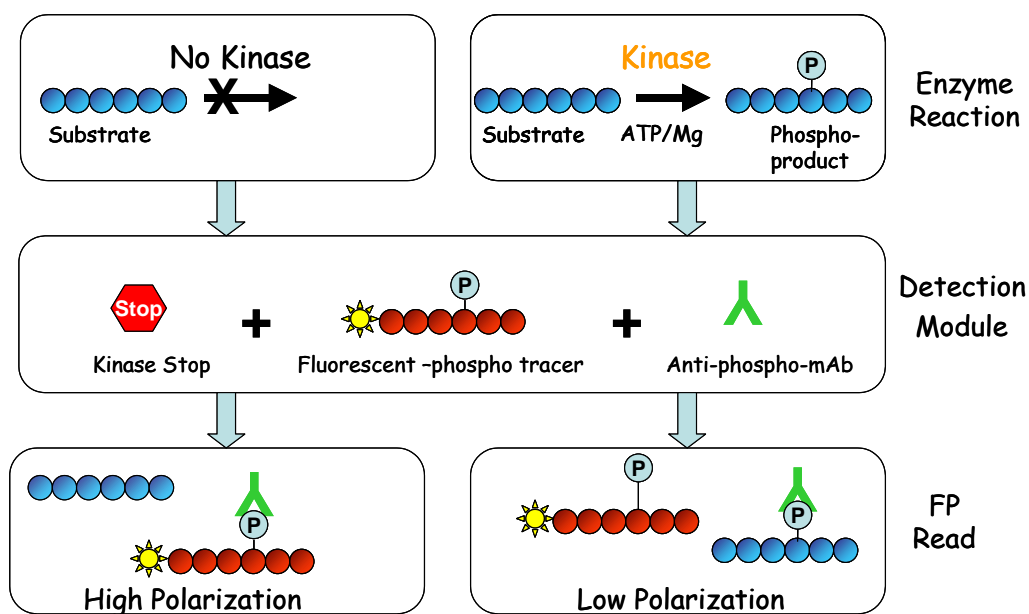 No Kinase
Substrate
Kinase
P
Substrate
ATP/Mg
Phospho-
product
Enzyme
Reaction
Stop
Kinase Stop
+
P
Fluorescent –phospho tracer
+
Anti-phospho-mAb
Detection
Module
P
High Polarization
P
P
Low Polarization
FP
Read